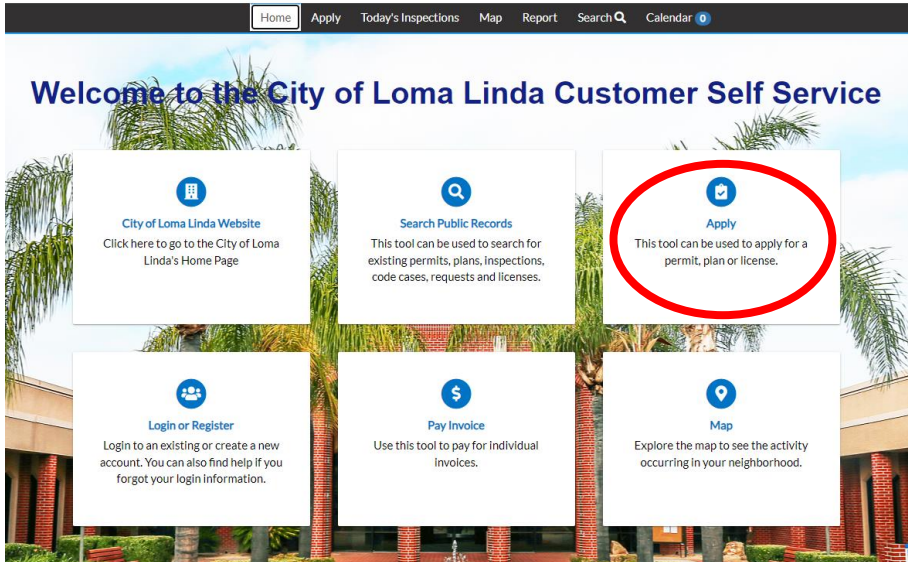 Home Apply Today's Inspections Map Report Search Calendar 0
Welcome to the City of Loma Linda Customer Self Service
City of Loma Linda Website
Click here to go to the City of Loma
Linda's Home Page
Search Public Records
This tool can be used to search for
existing permits, plans, inspections,
code cases, requests and licenses.
Apply
This tool can be used to apply for a
permit, plan or license.
Login or Register
Login to an existing or create a new
account. You can also find help if you
forgot your login information.
Pay Invoice
Use this tool to pay for individual
invoices.
Map
Explore the map to see the activity
occurring in your neighborhood.